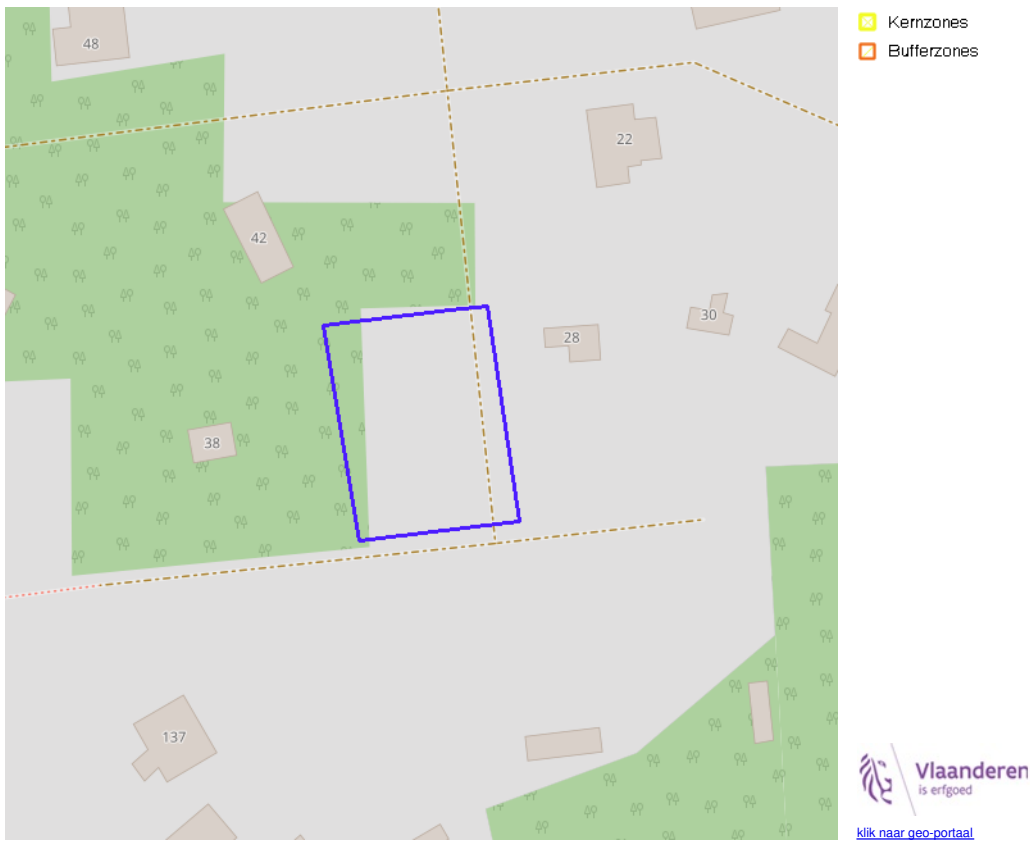 48
22
42
28
30
38
137
Kernzones
Bufferzones
Vlaanderen
is erfgoed
klik naar geo-portaal